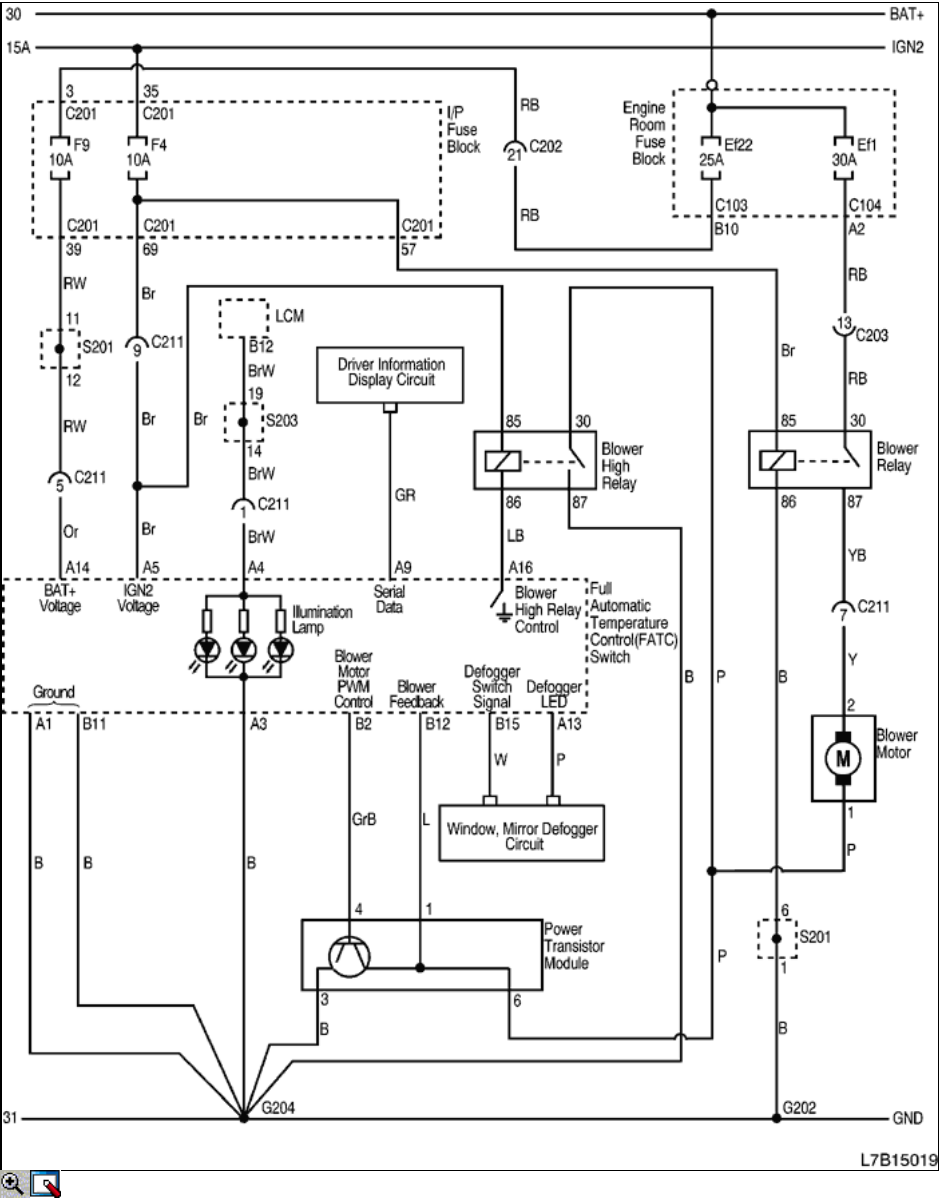 30
BAT+
15A
IGN2
3
35
C201
C201
I/P
Fuse
Block
F9
10A
F4
10A
RB
21
C202
RB
Engine
Room
Fuse
Block
Ef22
25A
Ef1
30A
C103
C104
B10
A2
C201
C201
C201
39
69
57
RW
Br
RB
11
S201
12
9
C211
LCM
B12
BrW
19
S203
14
BrW
Driver Information
Display Circuit
13
C203
Br
RB
RW
Br
Br
5
C211
1
C211
GR
85
30
Blower
High
Relay
86
87
85
30
Blower
Relay
86
87
Or
Br
BrW
LB
YB
A14
A5
A4
A9
A16
BAT+
Voltage
IGN2
Voltage
Serial
Data
Blower
High Relay
Control
Full
Automatic
Temperature
Control(FATC)
Switch
Illumination
Lamp
7
C211
Blower
Motor
PWM
Control
Blower
Feedback
Defogger
Switch
Signal
Defogger
LED
Ground
B
P
B
Y
A1
B11
A3
B2
B12
B15
A13
2
Blower
Motor
M
1
W
P
GrB
L
Window, Mirror Defogger
Circuit
B
B
B
P
4
1
Power
Transistor
Module
6
S201
1
3
6
P
B
B
31
G204
G202
GND
L7B15019